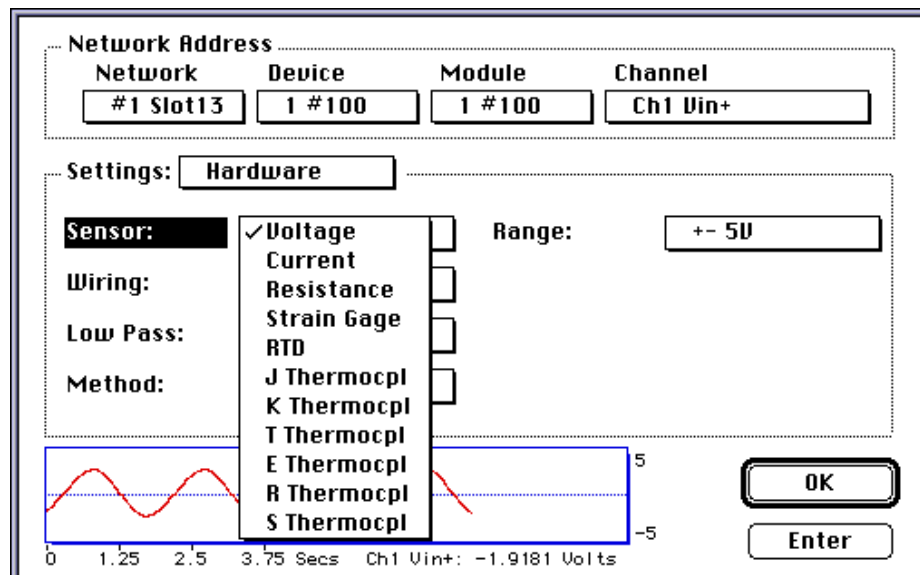 Network Address
Network Device Module Channel
#1 Slot13 1 #100 1 #100 Ch1 Vin+
Settings: Hardware
Sensor: ✓Voltage Range: +- 5V
Current
Wiring:
Resistance
Strain Gage
Low Pass:
RTD
J Thermocpl
Method:
K Thermocpl
T Thermocpl
E Thermocpl
R Thermocpl
S Thermocpl
5
-5
0 1.25 2.5 3.75 Secs Ch1 Vin+: -1.9181 Volts
OK
Enter